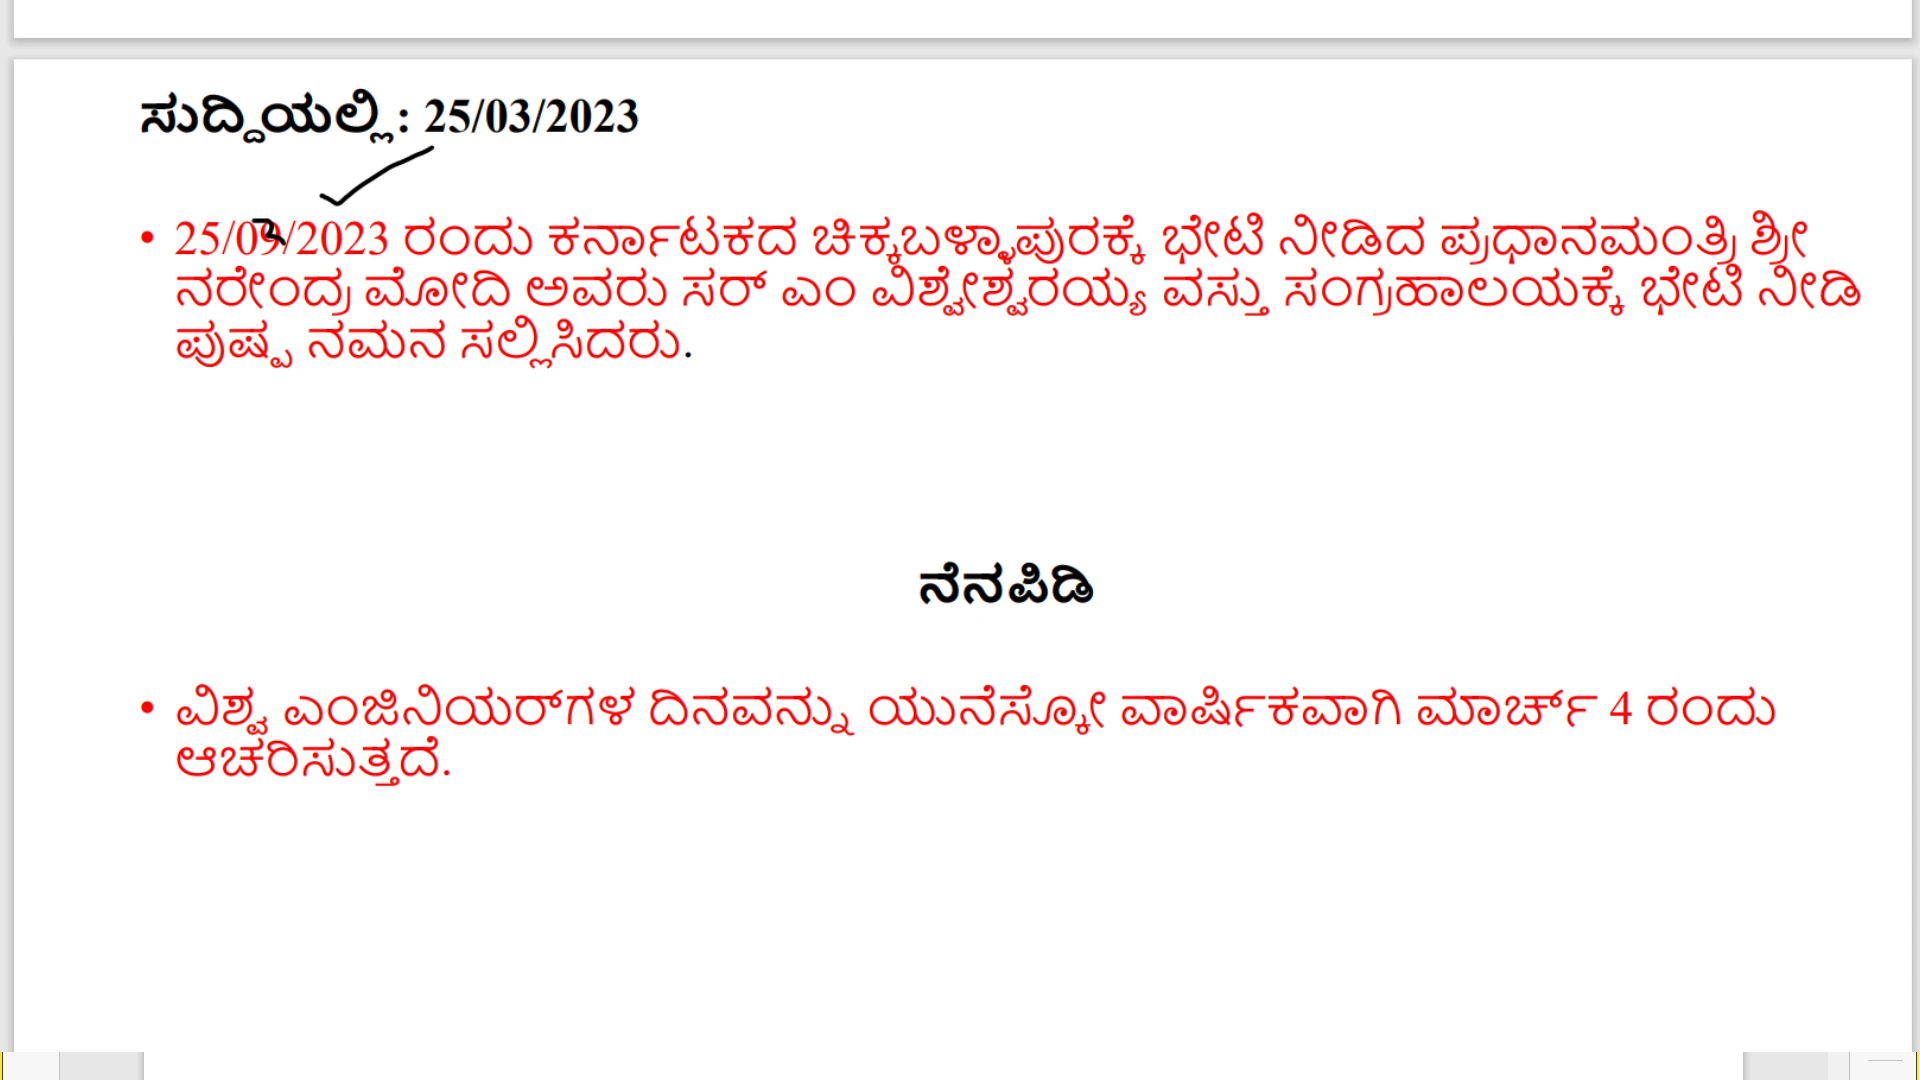 ಸುದ್ದಿಯಲ್ಲಿ : 25/03/2023
• 25/09/2023 ರಂದು ಕರ್ನಾಟಕದ ಚಿಕ್ಕಬಳ್ಳಾಪುರಕ್ಕೆ ಭೇಟಿ ನೀಡಿದ ಪ್ರಧಾನಮಂತ್ರಿ ಶ್ರೀ
ನರೇಂದ್ರ ಮೋದಿ ಅವರು ಸರ್ ಎಂ ವಿಶ್ವೇಶ್ವರಯ್ಯ ವಸ್ತು ಸಂಗ್ರಹಾಲಯಕ್ಕೆ ಭೇಟಿ ನೀಡಿ
ಪುಷ್ಪ ನಮನ ಸಲ್ಲಿಸಿದರು.
ನೆನಪಿಡಿ
• ವಿಶ್ವ ಎಂಜಿನಿಯರ್‌ಗಳ ದಿನವನ್ನು ಯುನೆಸ್ಕೋ ವಾರ್ಷಿಕವಾಗಿ ಮಾರ್ಚ್ 4 ರಂದು
ಆಚರಿಸುತ್ತದೆ.